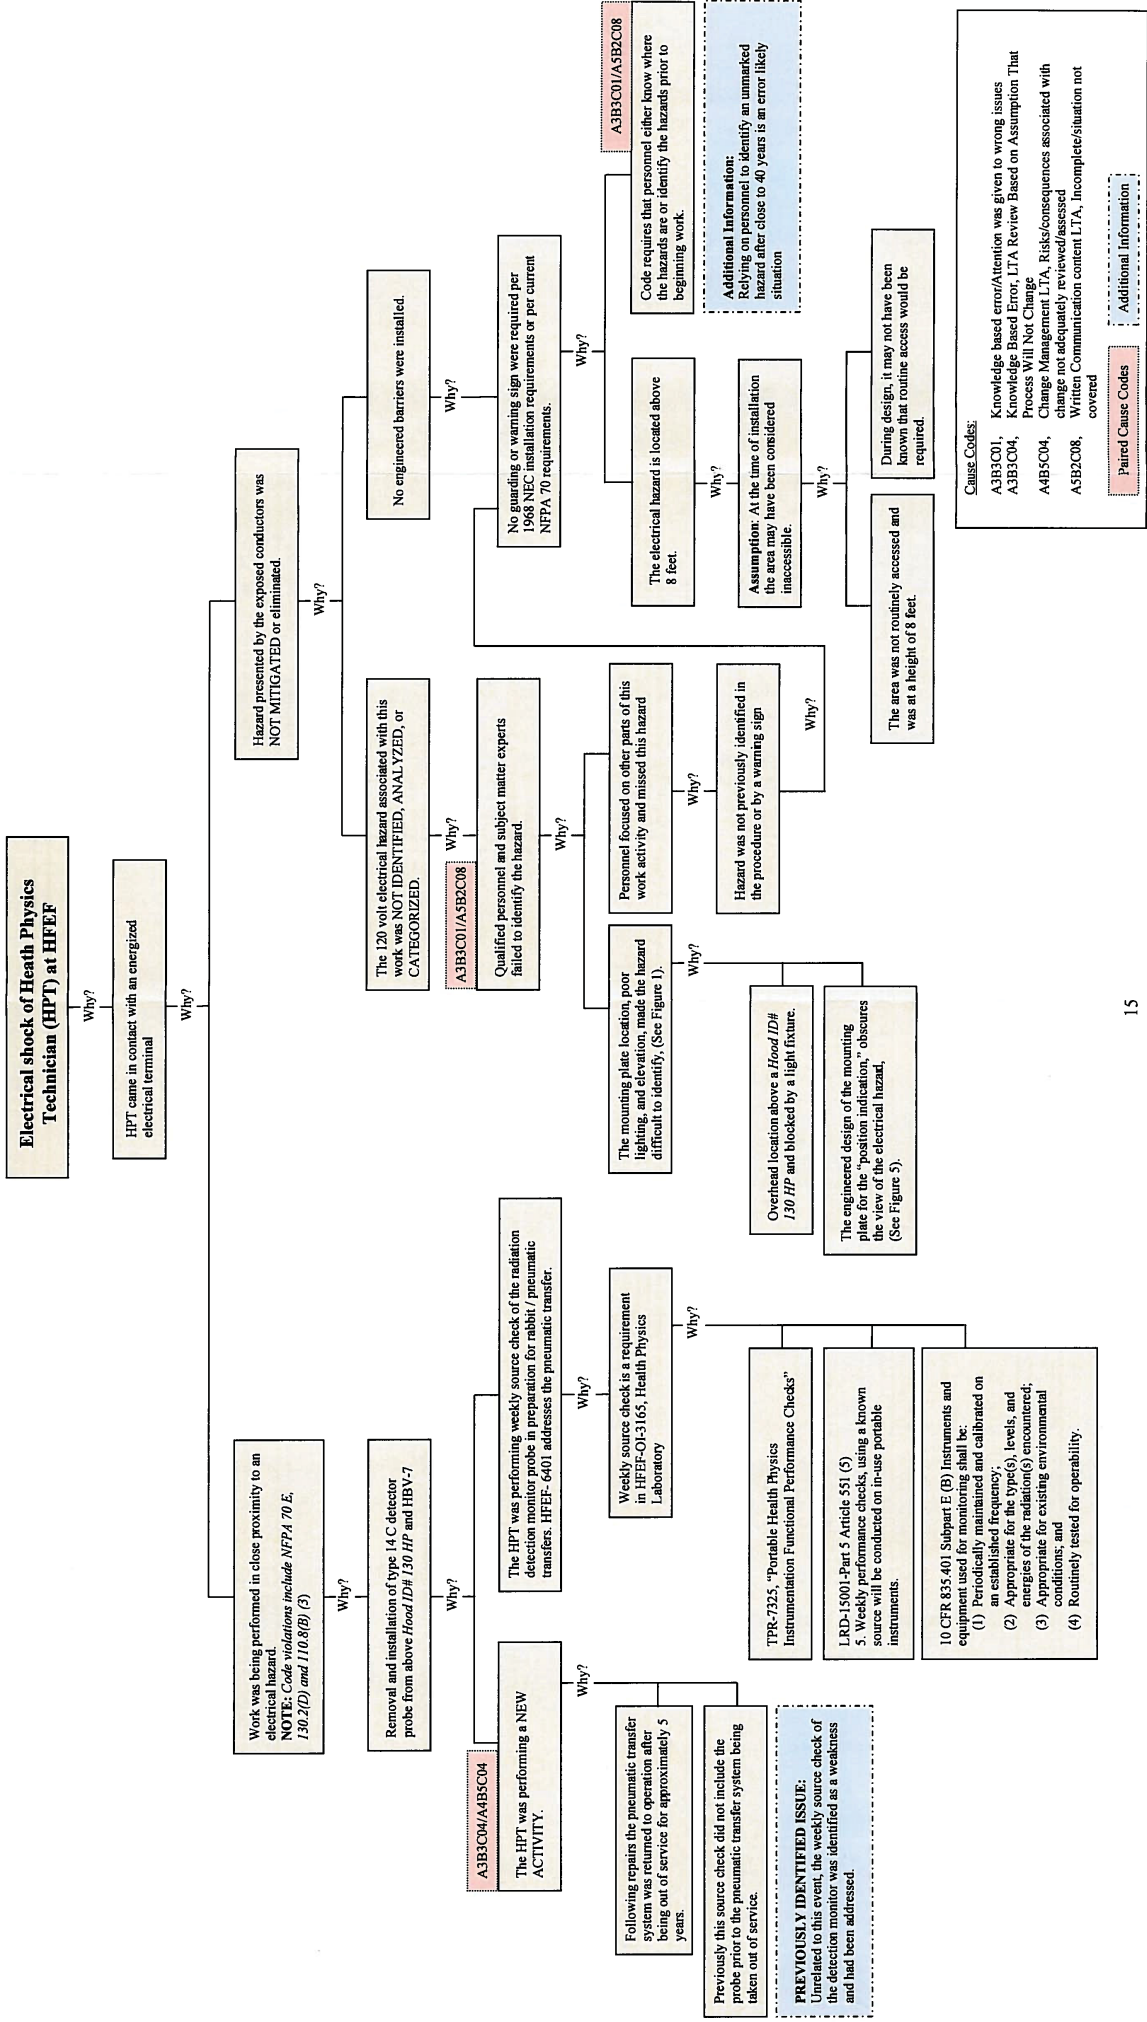 Electrical shock of Heath Physics
Technician (HPT) at HFEF
Why?
HPT came in contact with an energized
electrical terminal
Why?
Work was being performed in close proximity to an
electrical hazard.
NOTE: Code violations include NFPA 70 E,
130.2(D) and 110.8(B) (3)
Why?
Removal and installation of type 14 C detector
probe from above Hood ID# 130 HP and HBV-7
Why?
A3B3C04/A4B5C04
The HPT was performing a NEW
ACTIVITY.
Why?
Following repairs the pneumatic transfer
system was returned to operation after
being out of service for approximately 5
years.
Previously this source check did not include the
probe prior to the pneumatic transfer system being
taken out of service.
PREVIOUSLY IDENTIFIED ISSUE:
Unrelated to this event, the weekly source check of
the detection monitor was identified as a weakness
and had been addressed.
The HPT was performing weekly source check of the radiation
detection monitor probe in preparation for rabbit / pneumatic
transfers. HFEF- 6401 addresses the pneumatic transfer.
Why?
Weekly source check is a requirement
in HFEF-OI-3165, Health Physics
Laboratory
Why?
TPR-7325, “Portable Health Physics
Instrumentation Functional Performance Checks”
LRD-15001-Part 5 Article 551 (5)
5. Weekly performance checks, using a known
source will be conducted on in-use portable
instruments.
10 CFR 835.401 Subpart E (B) Instruments and
equipment used for monitoring shall be:
(1) Periodically maintained and calibrated on
an established frequency;
(2) Appropriate for the type(s), levels, and
energies of the radiation(s) encountered;
(3) Appropriate for existing environmental
conditions; and
(4) Routinely tested for operability.
Hazard presented by the exposed conductors was
NOT MITIGATED or eliminated.
Why?
The 120 volt electrical hazard associated with this
work was NOT IDENTIFIED, ANALYZED, or
CATEGORIZED.
Why?
A3B3C01/A5B2C08
Qualified personnel and subject matter experts
failed to identify the hazard.
Why?
The mounting plate location, poor
lighting, and elevation, made the hazard
difficult to identify, (See Figure 1).
Why?
Overhead location above a Hood ID#
130 HP and blocked by a light fixture.
The engineered design of the mounting
plate for the “position indication,” obscures
the view of the electrical hazard,
(See Figure 5).
Personnel focused on other parts of this
work activity and missed this hazard
Why?
Hazard was not previously identified in
the procedure or by a warning sign
Why?
No engineered barriers were installed.
Why?
No guarding or warning sign were required per
1968 NEC installation requirements or per current
NFPA 70 requirements.
Why?
The electrical hazard is located above
8 feet.
Why?
Assumption: At the time of installation
the area may have been considered
inaccessible.
Why?
The area was not routinely accessed and
was at a height of 8 feet.
During design, it may not have been
known that routine access would be
required.
A3B3C01/A5B2C08
Code requires that personnel either know where
the hazards are or identify the hazards prior to
beginning work.
Additional Information:
Relying on personnel to identify an unmarked
hazard after close to 40 years is an error likely
situation
Cause Codes:
A3B3C01, Knowledge based error/Attention was given to wrong issues
A3B3C04, Knowledge Based Error, LTA Review Based on Assumption That
Process Will Not Change
A4B5C04, Change Management LTA, Risks/consequences associated with
change not adequately reviewed/assessed
A5B2C08, Written Communication content LTA, Incomplete/situation not
covered
Paired Cause Codes
Additional Information
15